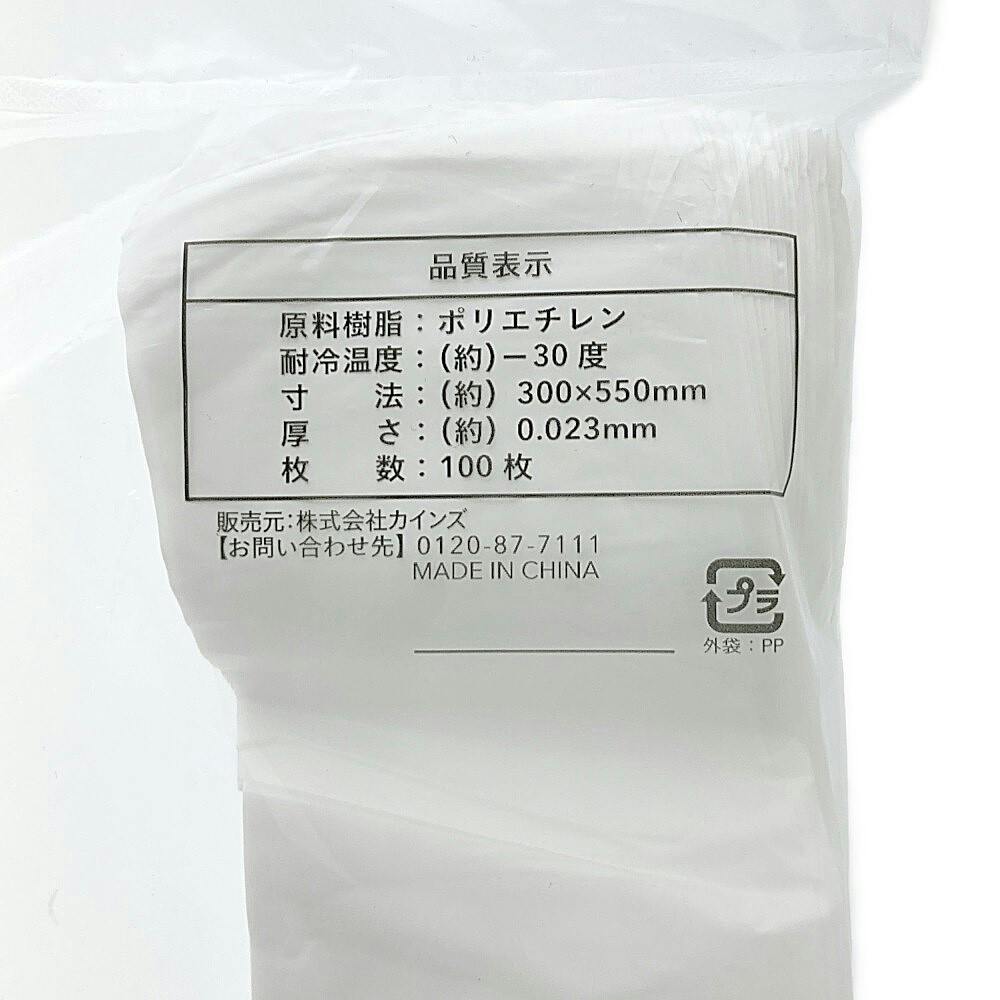 品質表示
原料樹脂：ポリエチレン
耐冷温度：(約)－30度
寸　　法：(約) 300×550mm
厚　　さ：(約) 0.023mm
枚　　数：100枚
販売元：株式会社カインズ
【お問い合わせ先】0120-87-7111
MADE IN CHINA
プラ
外袋：PP